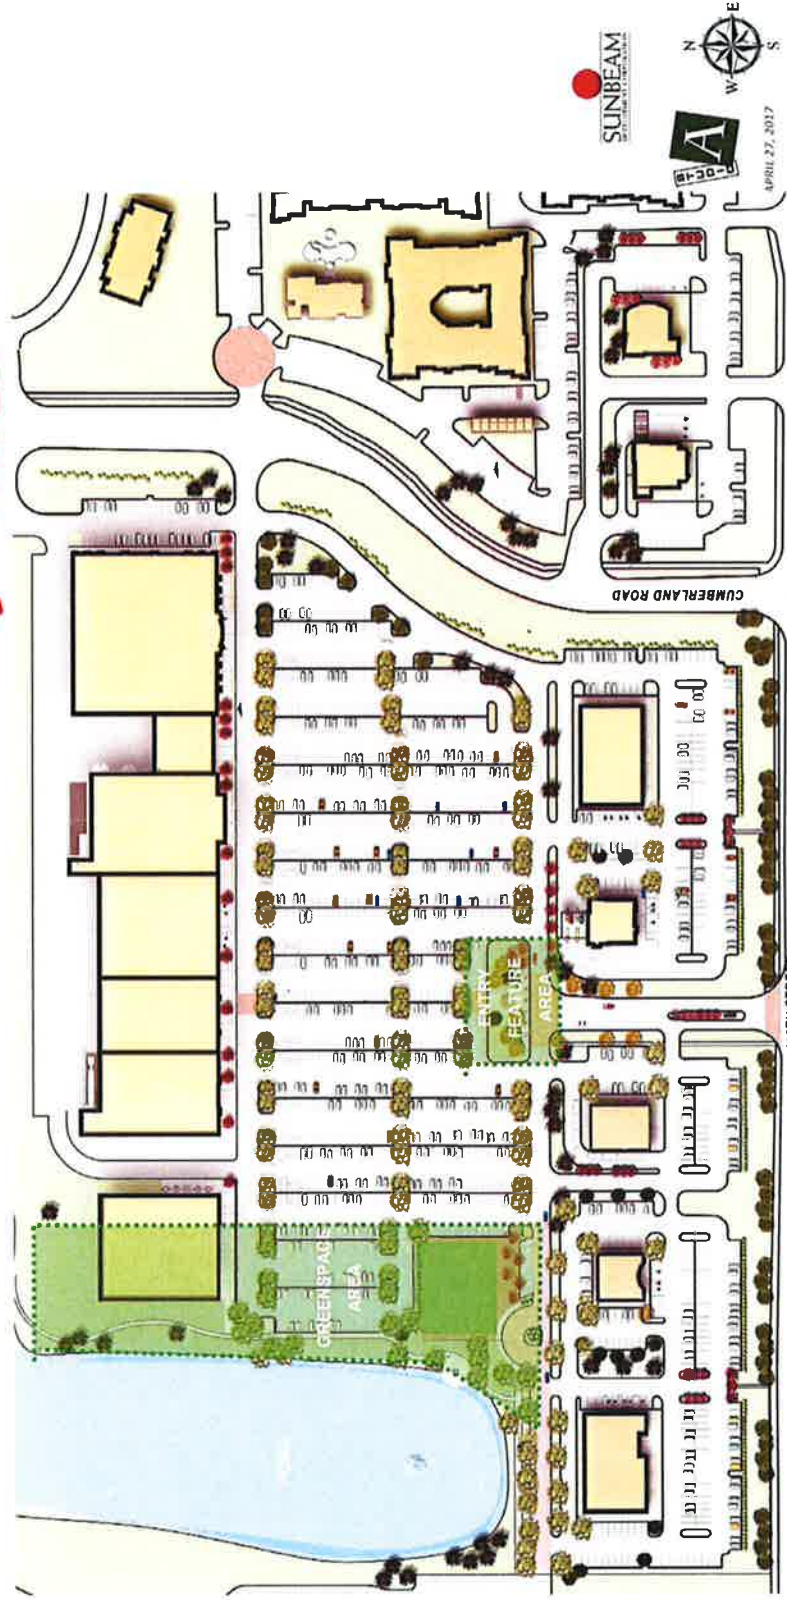 SUNBEAM
N
E
S
W
A
APRIL 27, 2017
CUMBERLAND ROAD
ENTRY
FEATURE
AREA
GREENSPACE
AREA